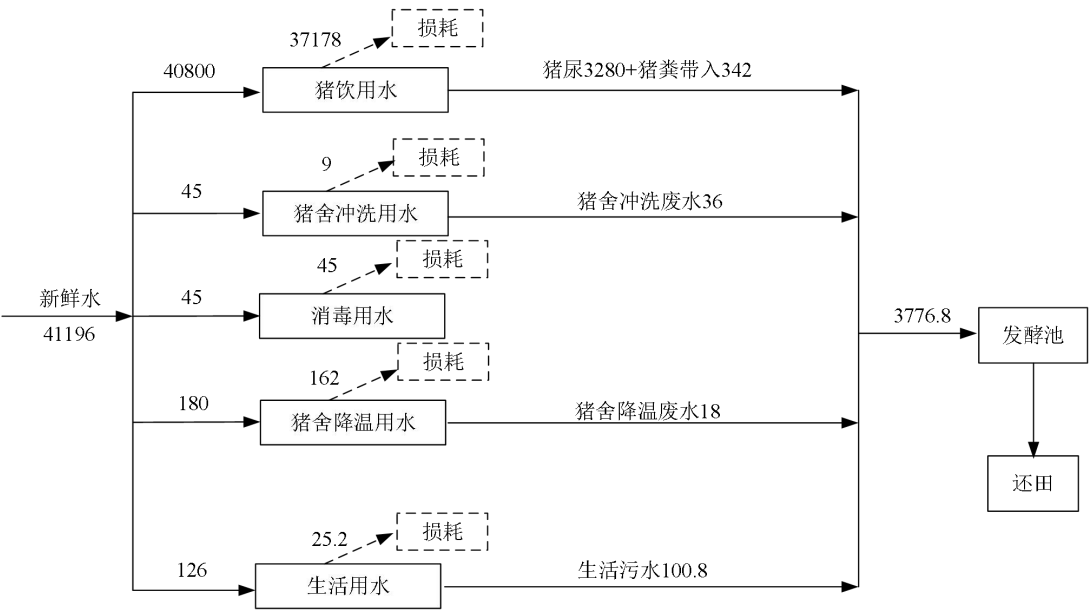 损耗
37178
40800
猪饮用水
猪尿3280+猪粪带入342
损耗
9
45
猪舍冲洗用水
猪舍冲洗废水36
损耗
45
新鲜水
41196
45
消毒用水
3776.8
发酵池
损耗
162
180
猪舍降温用水
猪舍降温废水18
还田
损耗
25.2
126
生活用水
生活污水100.8